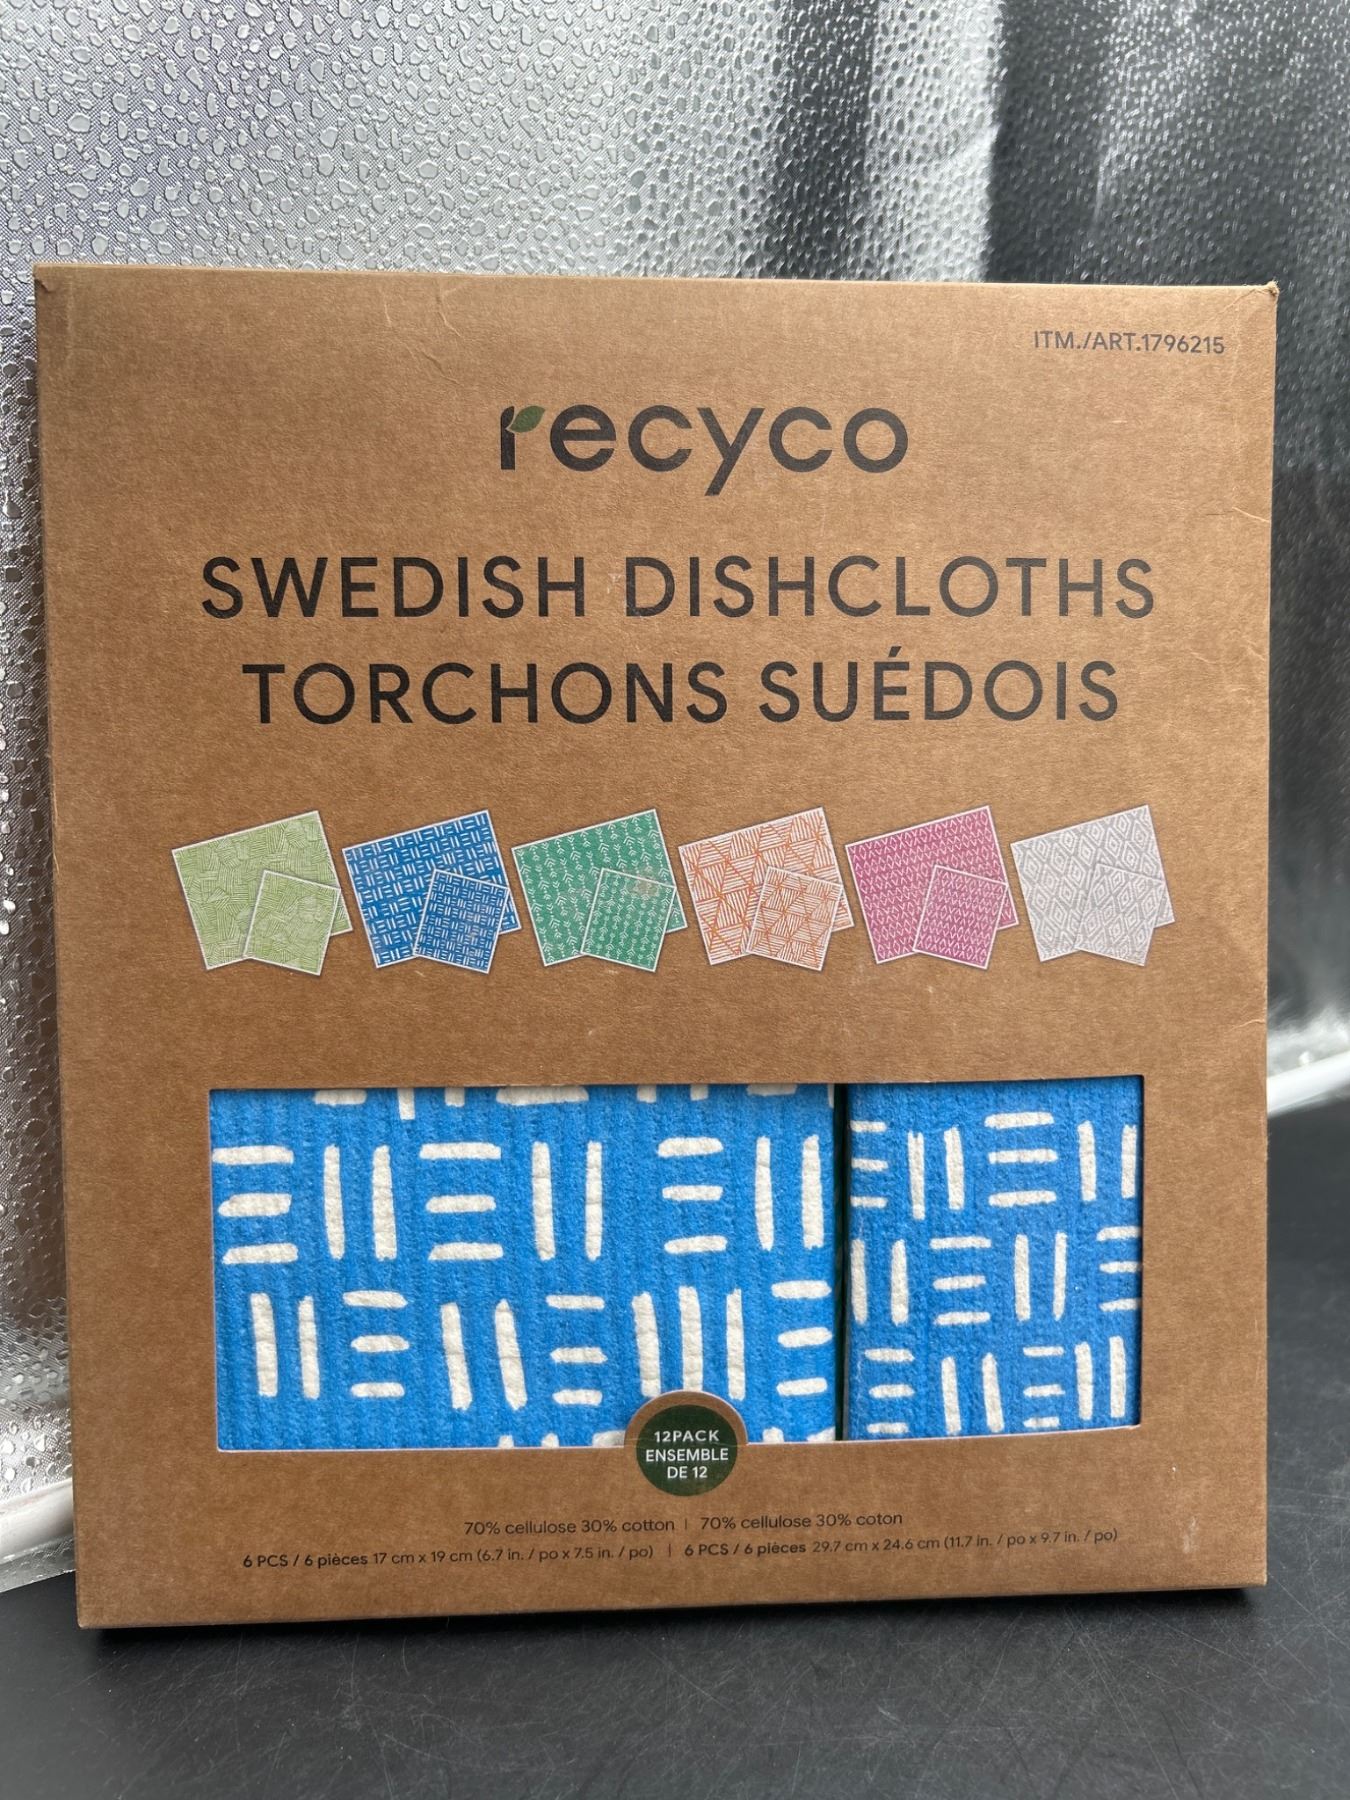 ITM./ART.1796215
recyco
SWEDISH DISHCLOTHS
TORCHONS SUÉDOIS
12PACK
ENSEMBLE
DE 12
70% cellulose 30% cotton | 70% cellulose 30% coton
6 PCS / 6 pièces 17 cm x 19 cm (6.7 in. / po x 7.5 in. / po) | 6 PCS / 6 pièces 29.7 cm x 24.6 cm (11.7 in. / po x 9.7 in. / po)